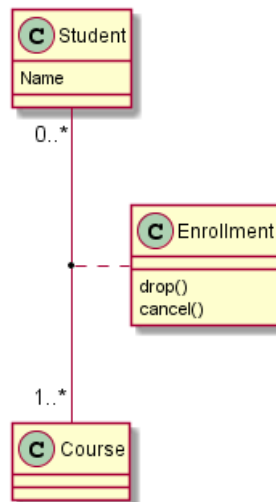 C Student
Name
0..*
C Enrollment
drop()
cancel()
1..*
C Course